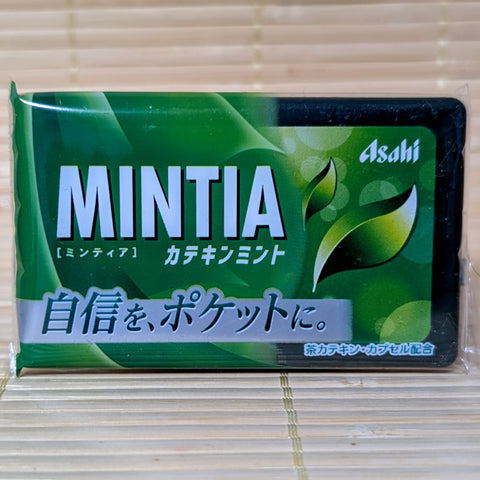 Asahi
MINTIA
[ミンティア] カテキンミント
自信を、ポケットに。
茶カテキン・カプセル配合